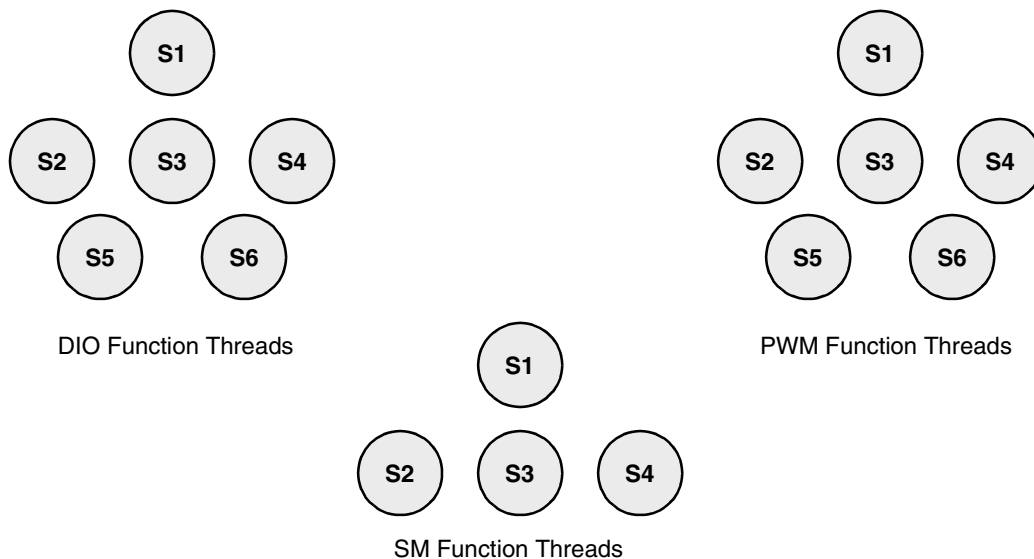 S1
S2 S3 S4
S5 S6
DIO Function Threads
S1
S2 S3 S4
S5 S6
PWM Function Threads
S1
S2 S3 S4
SM Function Threads